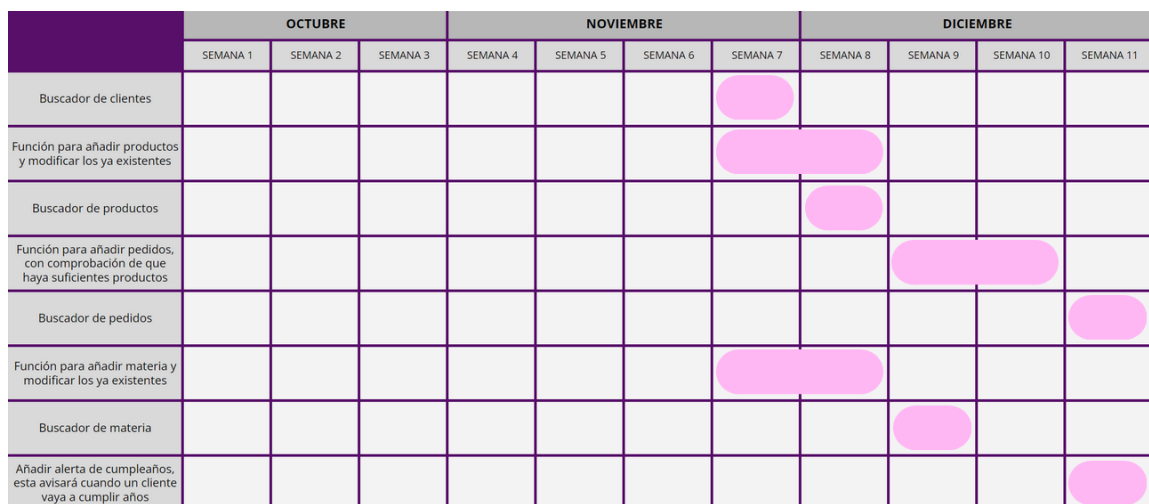 OCTUBRE NOVIEMBRE DICIEMBRE
SEMANA 1 SEMANA 2 SEMANA 3 SEMANA 4 SEMANA 5 SEMANA 6 SEMANA 7 SEMANA 8 SEMANA 9 SEMANA 10 SEMANA 11
Buscador de clientes
Función para añadir productos
y modificar los ya existentes
Buscador de productos
Función para añadir pedidos,
con comprobación de que
haya suficientes productos
Buscador de pedidos
Función para añadir materia y
modificar los ya existentes
Buscador de materia
Añadir alerta de cumpleaños,
esta avisará cuando un cliente
vaya a cumplir años